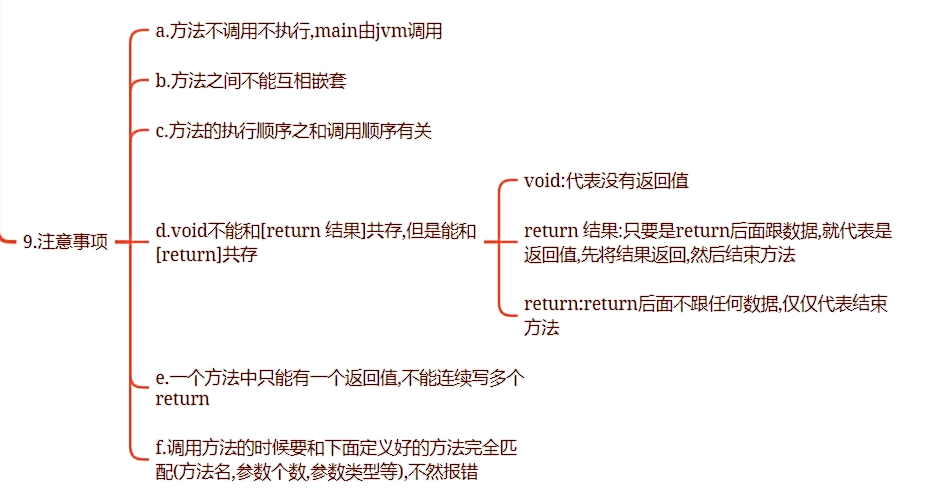 a.方法不调用不执行,main由jvm调用
b.方法之间不能互相嵌套
c.方法的执行顺序之和调用顺序有关
9.注意事项
d.void不能和[return 结果]共存,但是能和
[return]共存
void:代表没有返回值
return 结果:只要是return后面跟数据,就代表是
返回值,先将结果返回,然后结束方法
return:return后面不跟任何数据,仅仅代表结束
方法
e.一个方法中只能有一个返回值,不能连续写多个
return
f.调用方法的时候要和下面定义好的方法完全匹
配(方法名,参数个数,参数类型等),不然报错